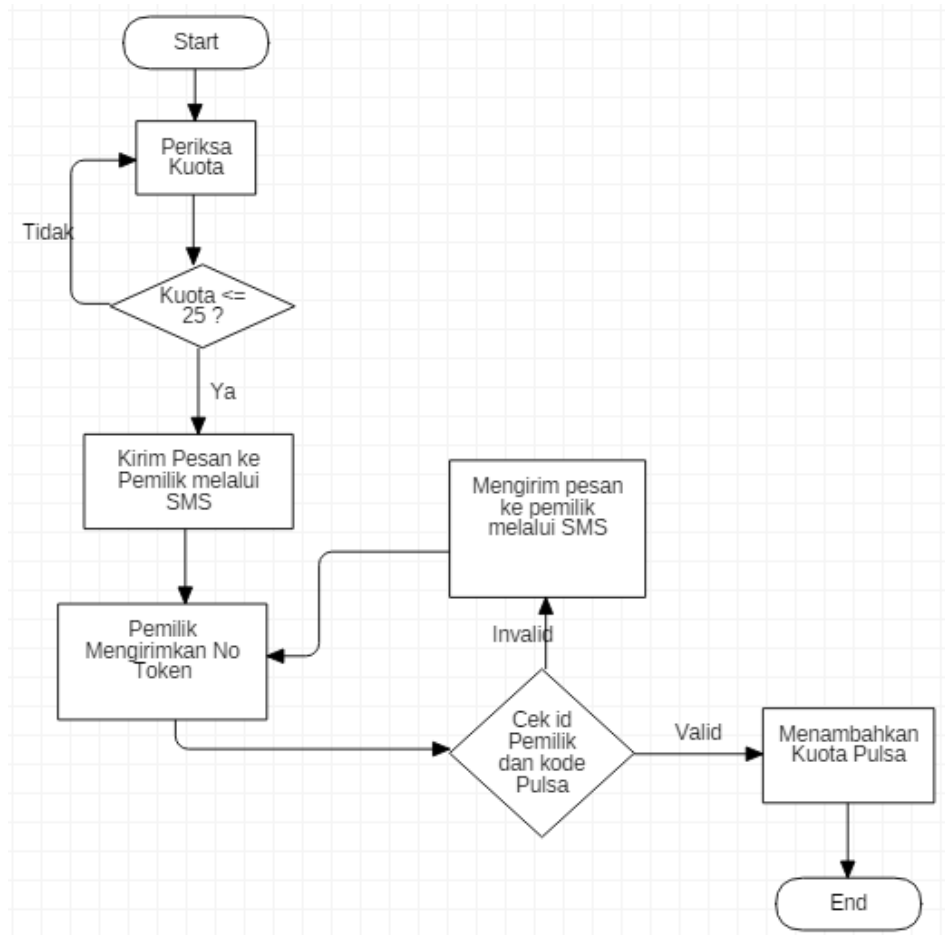 Start
Periksa
Kuota
Tidak
Kuota <=
25 ?
Ya
Kirim Pesan ke
Pemilik melalui
SMS
Mengirim pesan
ke pemilik
melalui SMS
Pemilik
Mengirimkan No
Token
Invalid
Cek id
Pemilik
dan kode
Pulsa
Valid
Menambahkan
Kuota Pulsa
End